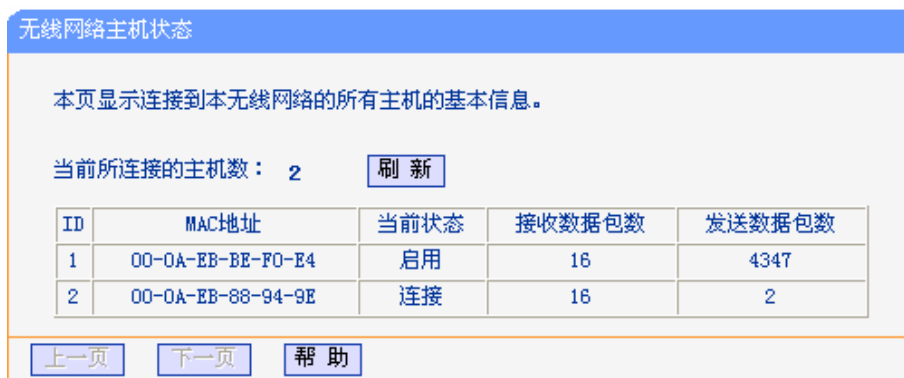 无线网络主机状态
本页显示连接到本无线网络的所有主机的基本信息。
当前所连接的主机数： 2 刷 新
ID MAC地址 当前状态 接收数据包数 发送数据包数
1 00-0A-EB-BE-F0-E4 启用 16 4347
2 00-0A-EB-88-94-9E 连接 16 2
上一页 下一页 帮 助